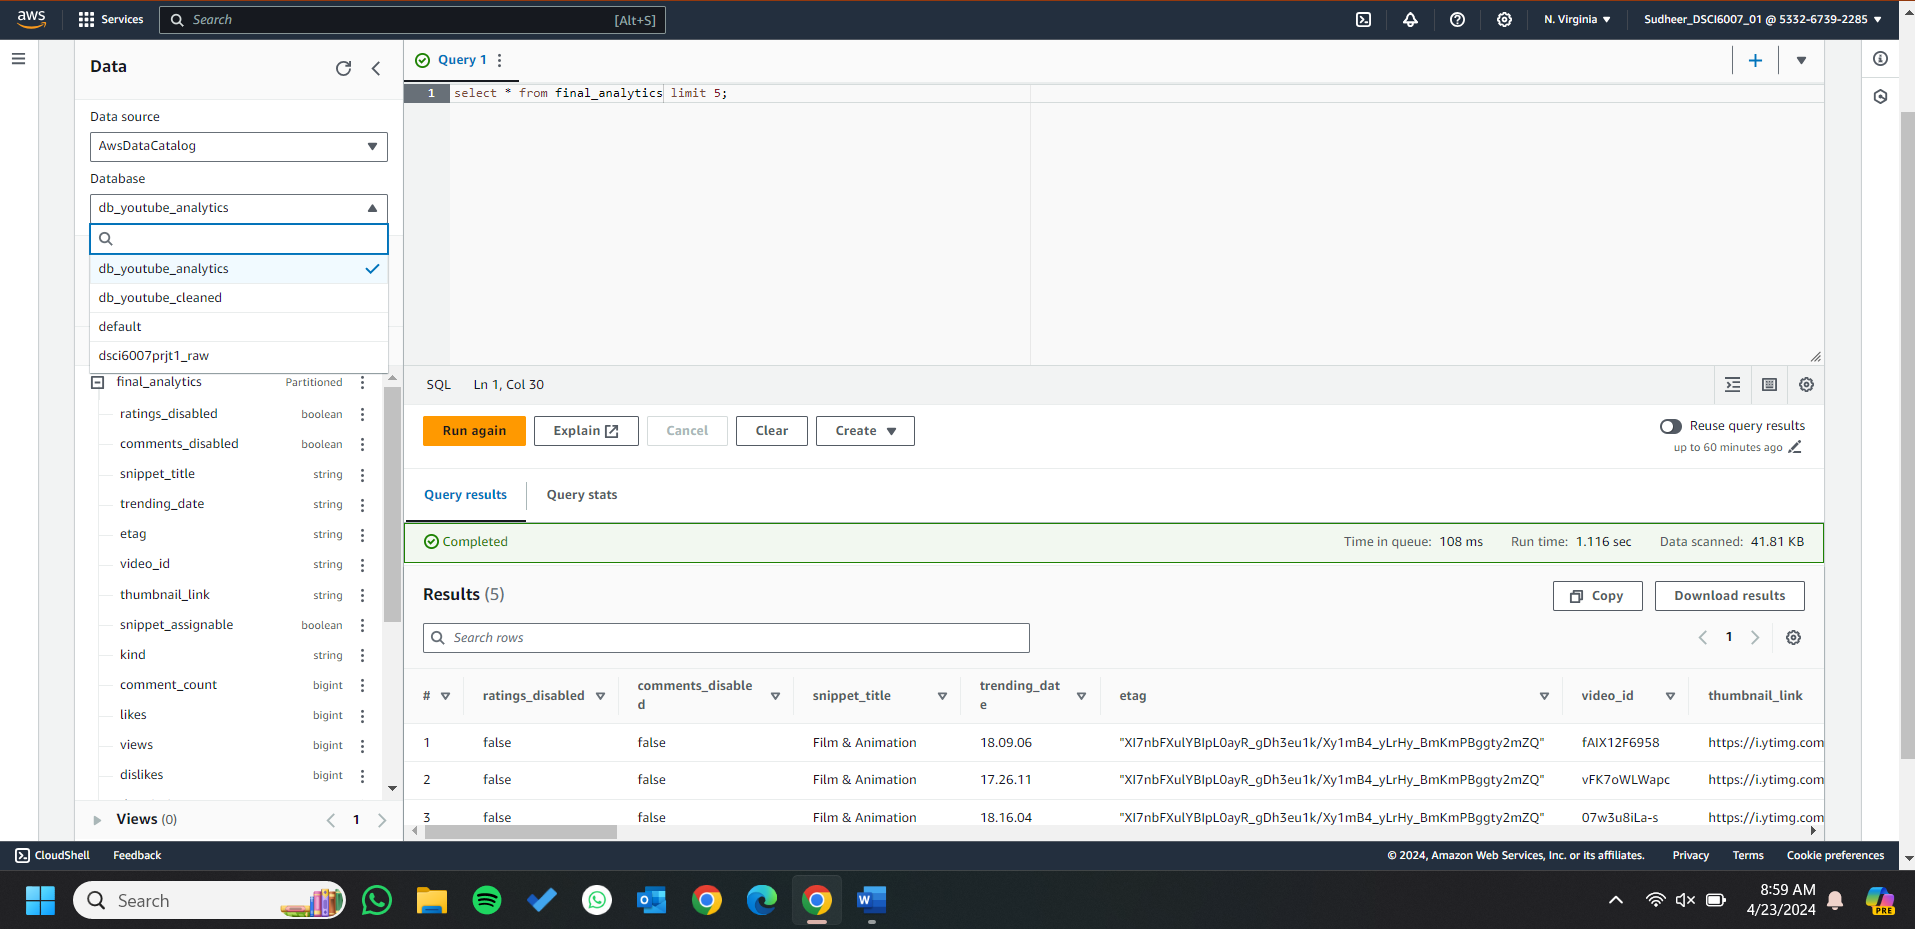 aws
Services
Search
[Alt+S]
N. Virginia
Sudheer_DSCI6007_01 @ 5332-6739-2285
Data
Data source
AwsDataCatalog
Database
db_youtube_analytics
db_youtube_analytics
db_youtube_cleaned
default
dsci6007prjt1_raw
final_analytics Partitioned
ratings_disabled boolean
comments_disabled boolean
snippet_title string
trending_date string
etag string
video_id string
thumbnail_link string
snippet_assignable boolean
kind string
comment_count bigint
likes bigint
views bigint
dislikes bigint
Views (0)
1
Query 1
1 select * from final_analytics limit 5;
SQL Ln 1, Col 30
Run again Explain Cancel Clear Create
Reuse query results
up to 60 minutes ago
Query results Query stats
Completed Time in queue: 108 ms Run time: 1.116 sec Data scanned: 41.81 KB
Results (5)
Copy Download results
Search rows
1
# ratings_disabled comments_disable
d snippet_title trending_dat
e etag video_id thumbnail_link
1 false false Film & Animation 18.09.06 "XI7nbFXulYBIpL0ayR_gDh3eu1k/Xy1mB4_yLrHy_BmKmPBggty2mZQ" fAIX12F6958 https://i.ytimg.com
2 false false Film & Animation 17.26.11 "XI7nbFXulYBIpL0ayR_gDh3eu1k/Xy1mB4_yLrHy_BmKmPBggty2mZQ" vFK7oWLWapc https://i.ytimg.com
3 false false Film & Animation 18.16.04 "XI7nbFXulYBIpL0ayR_gDh3eu1k/Xy1mB4_yLrHy_BmKmPBggty2mZQ" 07w3u8iLa-s https://i.ytimg.com
CloudShell Feedback © 2024, Amazon Web Services, Inc. or its affiliates. Privacy Terms Cookie preferences
Search
8:59 AM
4/23/2024
PRE